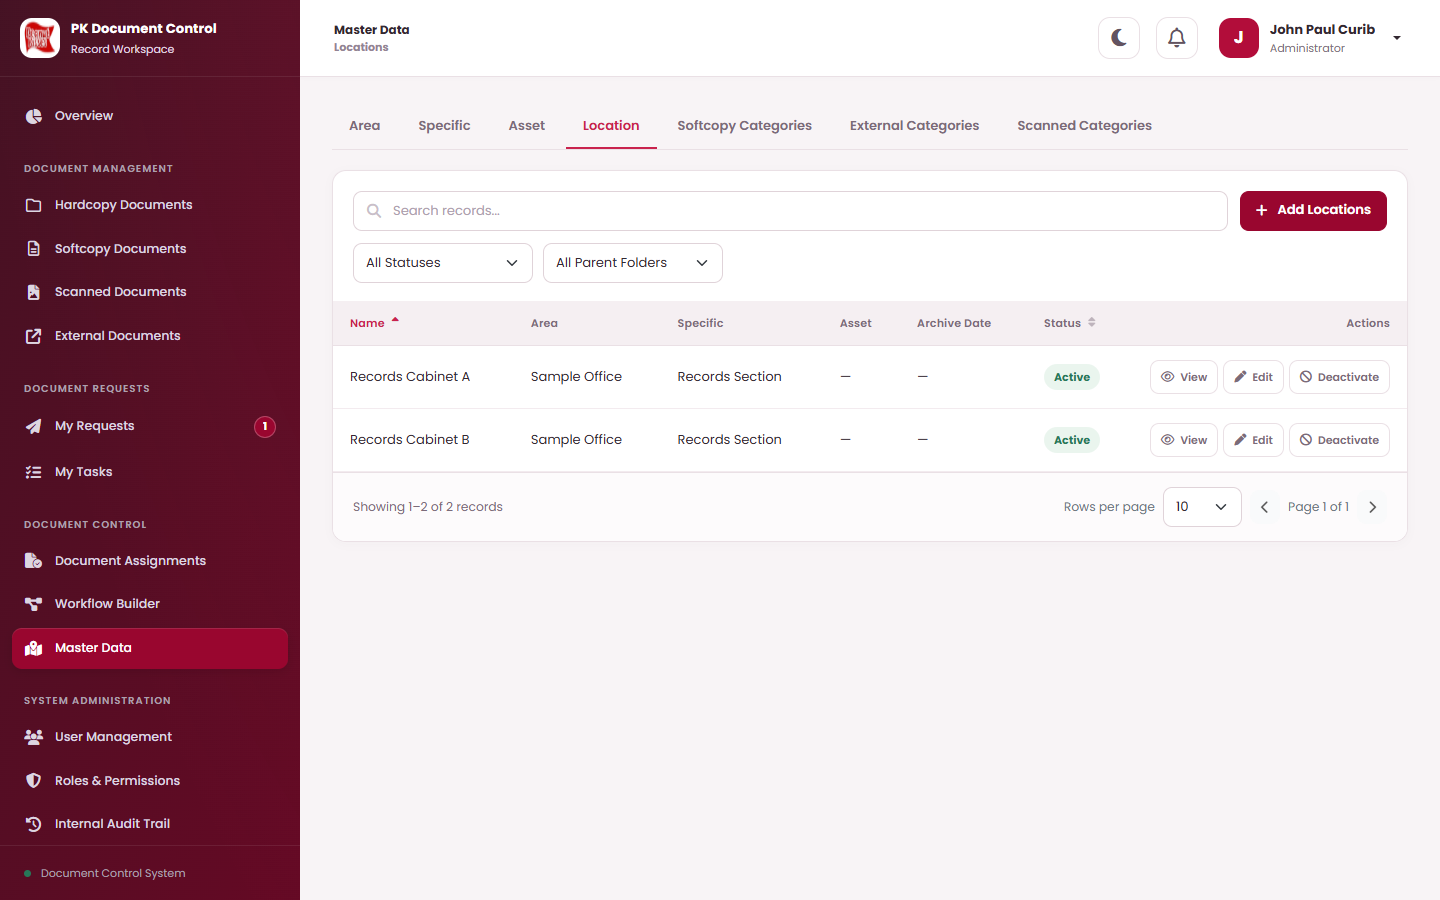 PK Document Control
Record Workspace
Overview
DOCUMENT MANAGEMENT
Hardcopy Documents
Softcopy Documents
Scanned Documents
External Documents
DOCUMENT REQUESTS
My Requests 1
My Tasks
DOCUMENT CONTROL
Document Assignments
Workflow Builder
Master Data
SYSTEM ADMINISTRATION
User Management
Roles & Permissions
Internal Audit Trail
Document Control System
Master Data
Locations
J
John Paul Curib
Administrator
Area Specific Asset Location Softcopy Categories External Categories Scanned Categories
Search records...
Add Locations
All Statuses All Parent Folders
Name Area Specific Asset Archive Date Status Actions
Records Cabinet A Sample Office Records Section — — Active View Edit Deactivate
Records Cabinet B Sample Office Records Section — — Active View Edit Deactivate
Showing 1–2 of 2 records Rows per page 10 Page 1 of 1